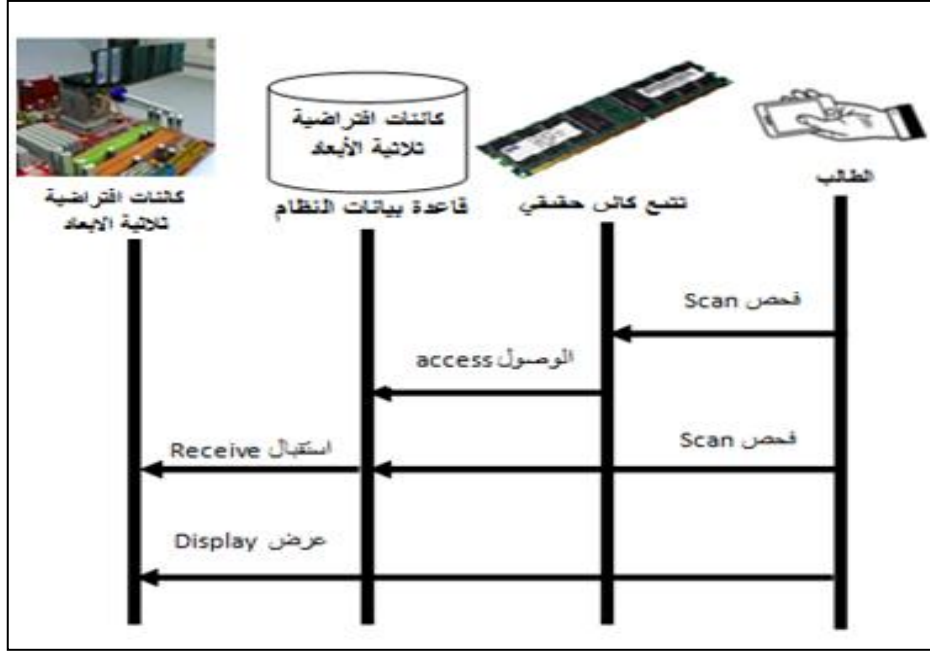 الطالب
تتبع كائن حقيقي
كائنات افتراضية
ثلاثية الأبعاد
قاعدة بيانات النظام
كائنات افتراضية
ثلاثية الابعاد
فحص Scan
الوصول access
فحص Scan
استقبال Receive
عرض Display